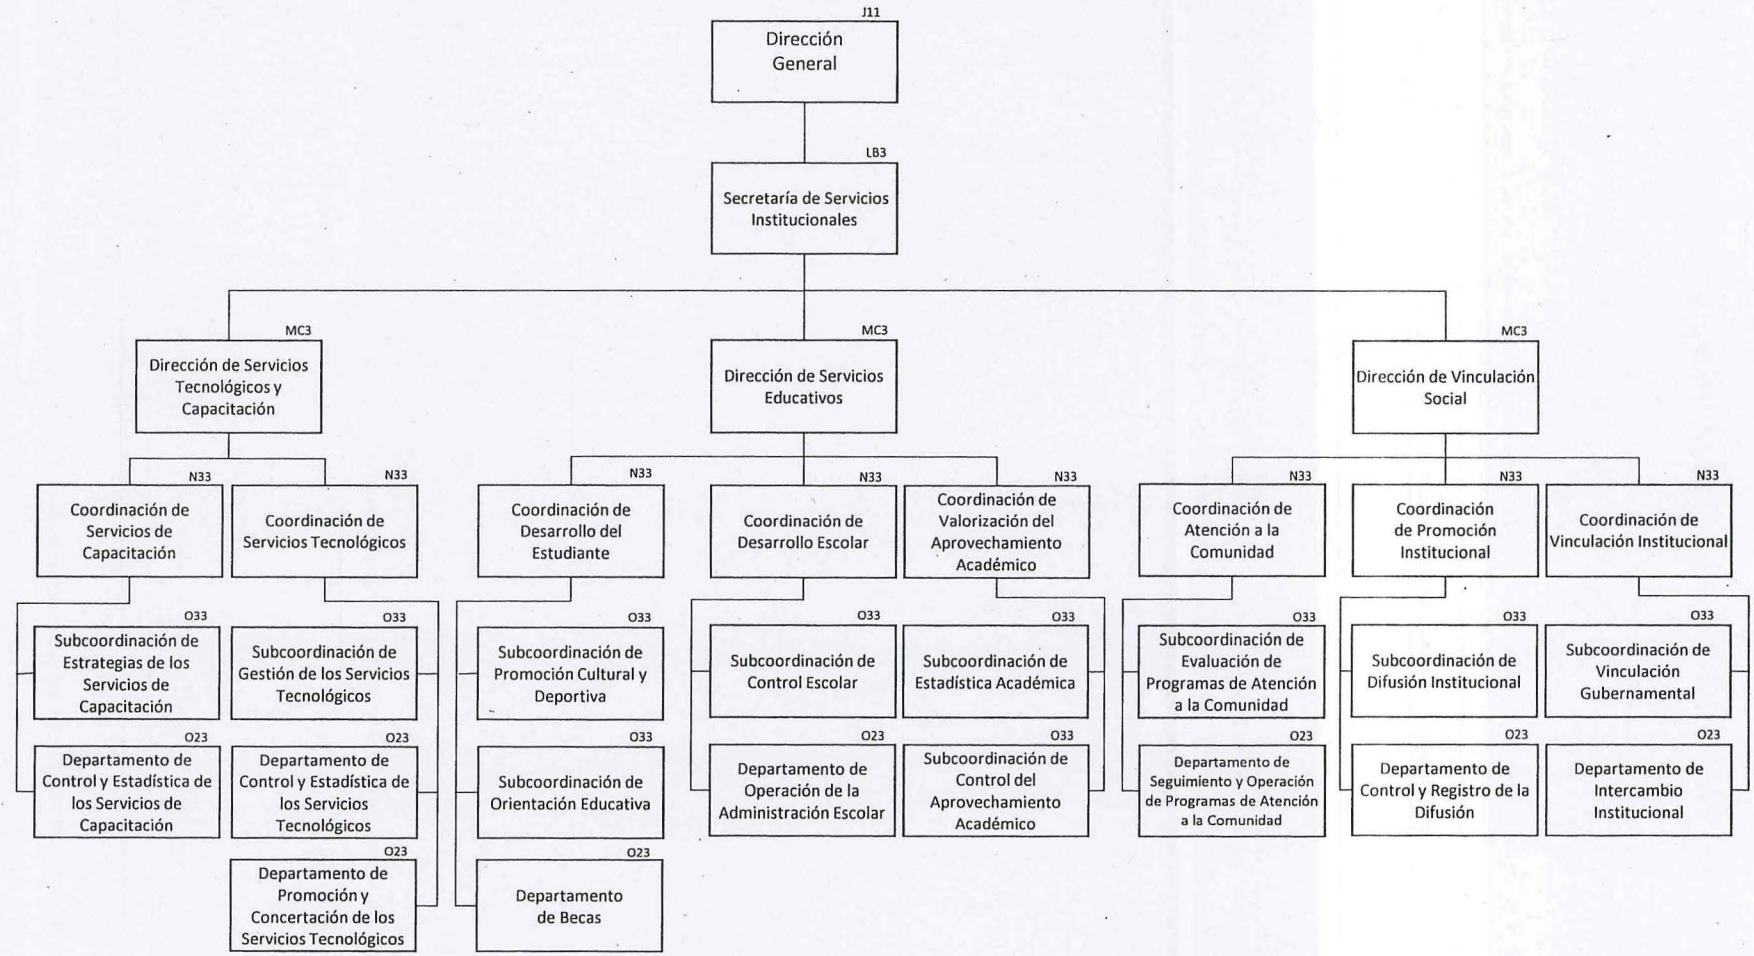 J11
Dirección
General
LB3
Secretaría de Servicios
Institucionales
MC3
Dirección de Servicios
Tecnológicos y
Capacitación
MC3
Dirección de Servicios
Educativos
MC3
Dirección de Vinculación
Social
N33
Coordinación de
Servicios de
Capacitación
N33
Coordinación de
Servicios Tecnológicos
N33
Coordinación de
Desarrollo del
Estudiante
N33
Coordinación de
Desarrollo Escolar
N33
Coordinación de
Valorización del
Aprovechamiento
Académico
N33
Coordinación de
Atención a la
Comunidad
N33
Coordinación
de Promoción
Institucional
N33
Coordinación de
Vinculación Institucional
O33
Subcoordinación de
Estrategias de los
Servicios de
Capacitación
O33
Subcoordinación de
Gestión de los Servicios
Tecnológicos
O33
Subcoordinación de
Promoción Cultural y
Deportiva
O33
Subcoordinación de
Control Escolar
O33
Subcoordinación de
Estadística Académica
O33
Subcoordinación de
Evaluación de
Programas de Atención
a la Comunidad
O33
Subcoordinación de
Difusión Institucional
O33
Subcoordinación de
Vinculación
Gubernamental
O23
Departamento de
Control y Estadística de
los Servicios de
Capacitación
O23
Departamento de
Control y Estadística de
los Servicios
Tecnológicos
O33
Subcoordinación de
Orientación Educativa
O23
Departamento de
Operación de la
Administración Escolar
O33
Subcoordinación de
Control del
Aprovechamiento
Académico
O23
Departamento de
Seguimiento y Operación
de Programas de Atención
a la Comunidad
O23
Departamento de
Control y Registro de la
Difusión
O23
Departamento de
Intercambio
Institucional
O23
Departamento de
Promoción y
Concertación de los
Servicios Tecnológicos
O23
Departamento
de Becas